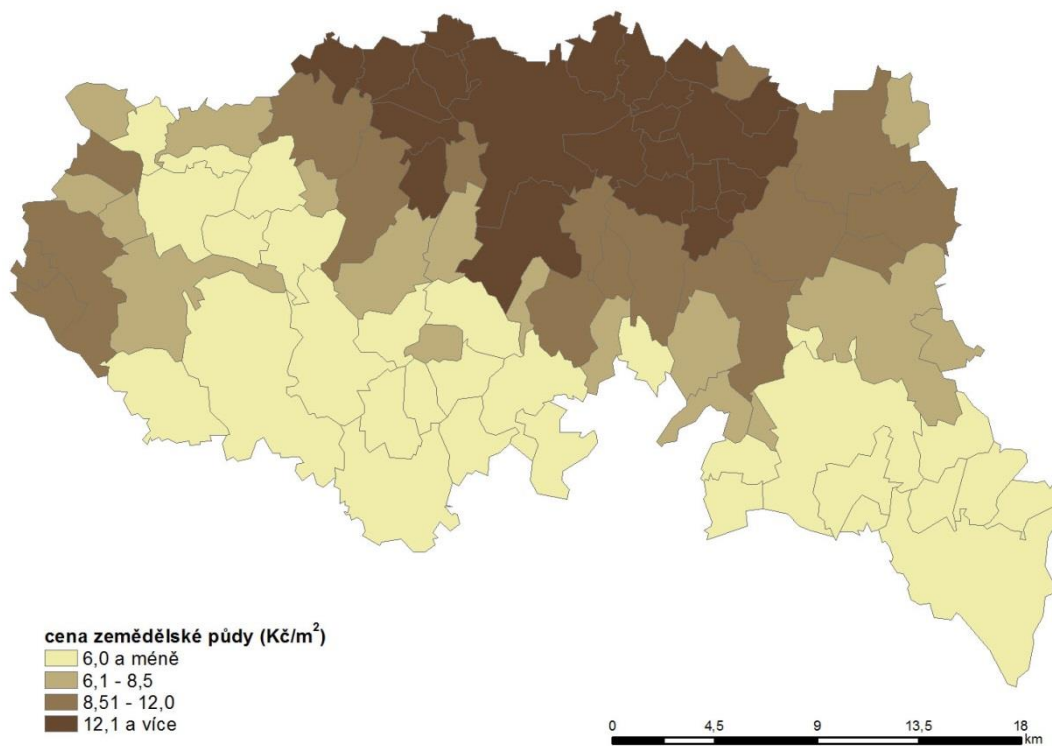 cena zemědělské půdy (Kč/m²)
6,0 a méně
6,1 - 8,5
8,51 - 12,0
12,1 a více
0 4,5 9 13,5 18
km